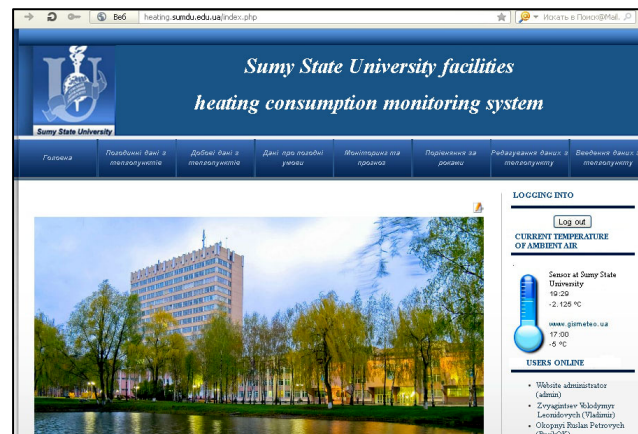 Веб
heating.sumdu.edu.ua/index.php
Искать в Поиск@Mail.
Sumy State University facilities
heating consumption monitoring system
Sumy State University
Головна
Погодинні дані з теплопунктів
Добові дані з теплопунктів
Дані про погодні умови
Моніторинг та прогноз
Порівняння за роками
Редагування даних з теплопункту
Введення даних з теплопункту
LOGGING INTO
Log out
CURRENT TEMPERATURE
OF AMBIENT AIR
Sensor at Sumy State
University
19:29
-2.125 °C
www.gismeteo.ua
17:00
-5 °C
USERS ONLINE
Website administrator
(admin)
Zvyagintsev Volodymyr
Leonidovych (Vladimir)
Okopnyi Ruslan Petrovych